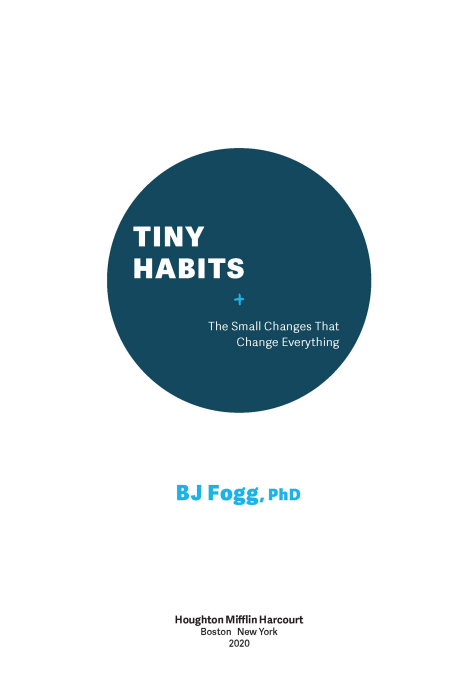 TINY
HABITS
+
The Small Changes That
Change Everything
BJ Fogg, PhD
Houghton Mifflin Harcourt
Boston New York
2020